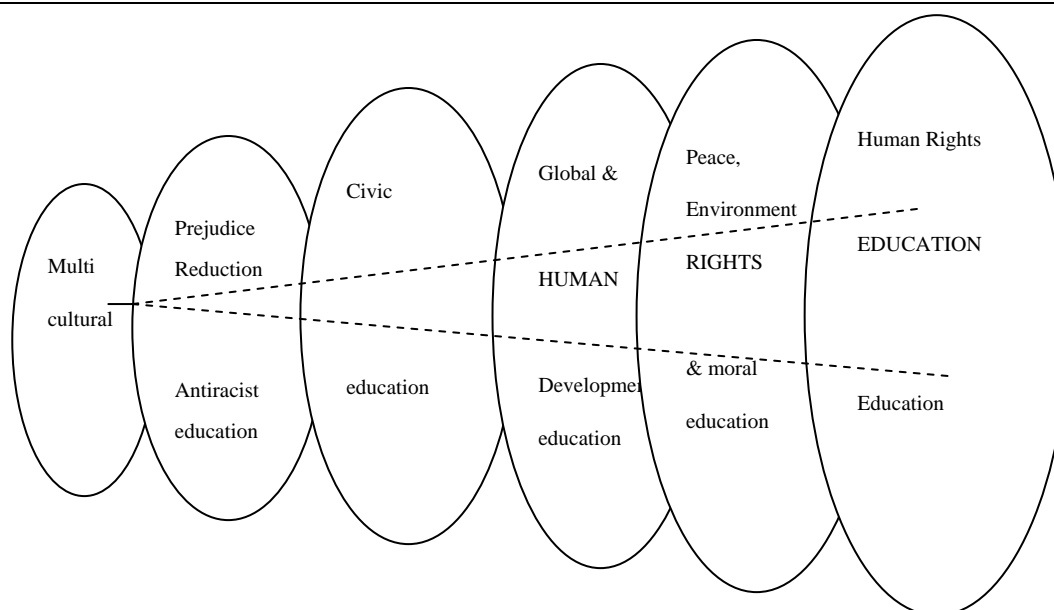 Multi
cultural
Prejudice
Reduction
Antiracist
education
Civic
education
Global &
HUMAN
Developmen
education
Peace,
Environment
RIGHTS
& moral
education
Human Rights
EDUCATION
Education